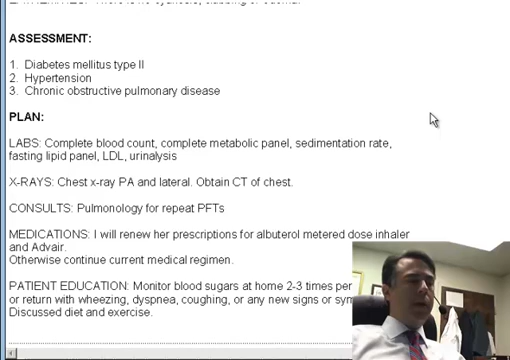 ASSESSMENT:
1. Diabetes mellitus type II
2. Hypertension
3. Chronic obstructive pulmonary disease
PLAN:
LABS: Complete blood count, complete metabolic panel, sedimentation rate,
fasting lipid panel, LDL, urinalysis
X-RAYS: Chest x-ray PA and lateral. Obtain CT of chest.
CONSULTS: Pulmonology for repeat PFTs
MEDICATIONS: I will renew her prescriptions for albuterol metered dose inhaler
and Advair.
Otherwise continue current medical regimen.
PATIENT EDUCATION: Monitor blood sugars at home 2-3 times per
or return with wheezing, dyspnea, coughing, or any new signs or
Discussed diet and exercise.